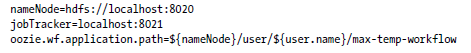 nameNode=hdfs://localhost:8020
jobTracker=localhost:8021
oozie.wf.application.path=${nameNode}/user/${user.name}/max-temp-workflow